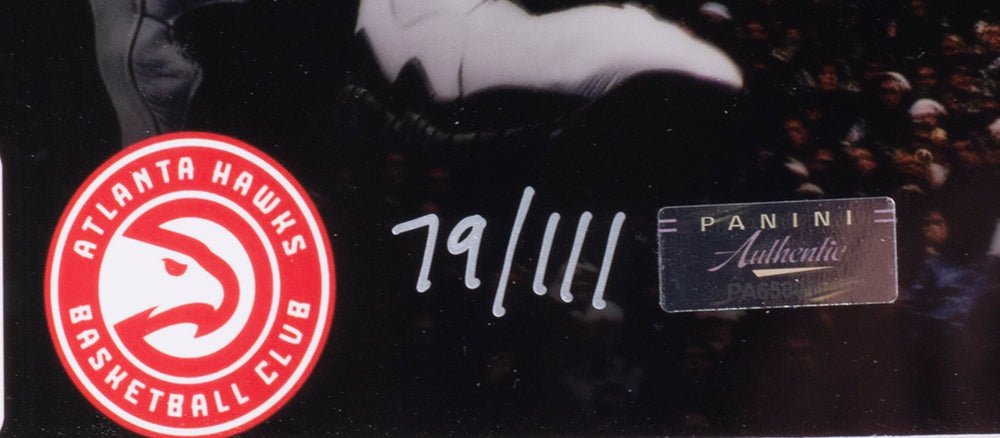 ATLANTA HAWKS
BASKETBALL CLUB
79/111
PANINI
Authentic